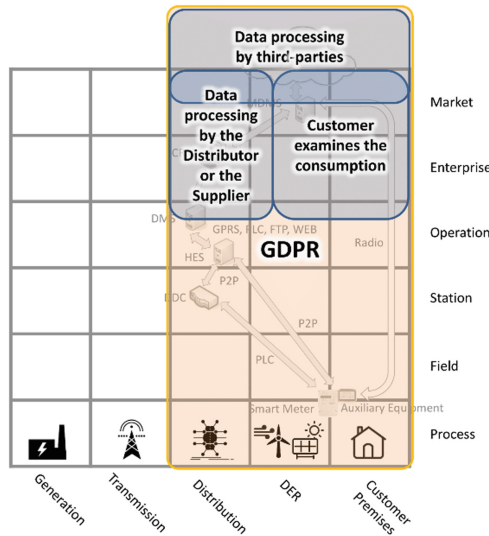 Data processing
by third-parties
Data
processing
by the
Distributor
or the
Supplier
MDMS
Customer
examines the
consumption
Market
Enterprise
Operation
Station
Field
Process
DMS
GPRS, PLC, FTP, WEB
HES
GDPR
Radio
P2P
DDC
P2P
PLC
Smart Meter
Auxiliary Equipment
Generation
Transmission
Distribution
DER
Customer
Premises